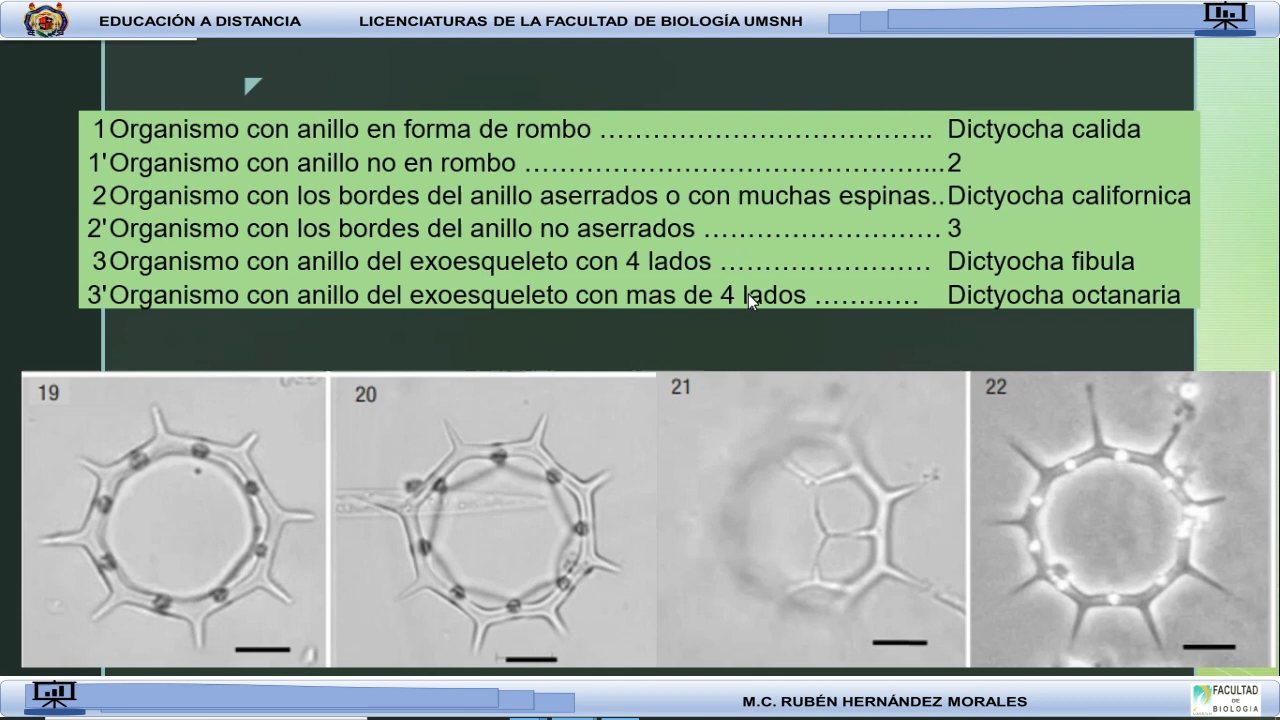 EDUCACIÓN A DISTANCIA LICENCIATURAS DE LA FACULTAD DE BIOLOGÍA UMSNH
1 Organismo con anillo en forma de rombo ……………………………….. Dictyocha calida
1' Organismo con anillo no en rombo ………………………………………... 2
2 Organismo con los bordes del anillo aserrados o con muchas espinas.. Dictyocha californica
2' Organismo con los bordes del anillo no aserrados ……………………… 3
3 Organismo con anillo del exoesqueleto con 4 lados …………………… Dictyocha fibula
3' Organismo con anillo del exoesqueleto con mas de 4 lados ………… Dictyocha octanaria
19 20 21 22
M.C. RUBÉN HERNÁNDEZ MORALES
FACULTAD
DE
BIOLOGIA